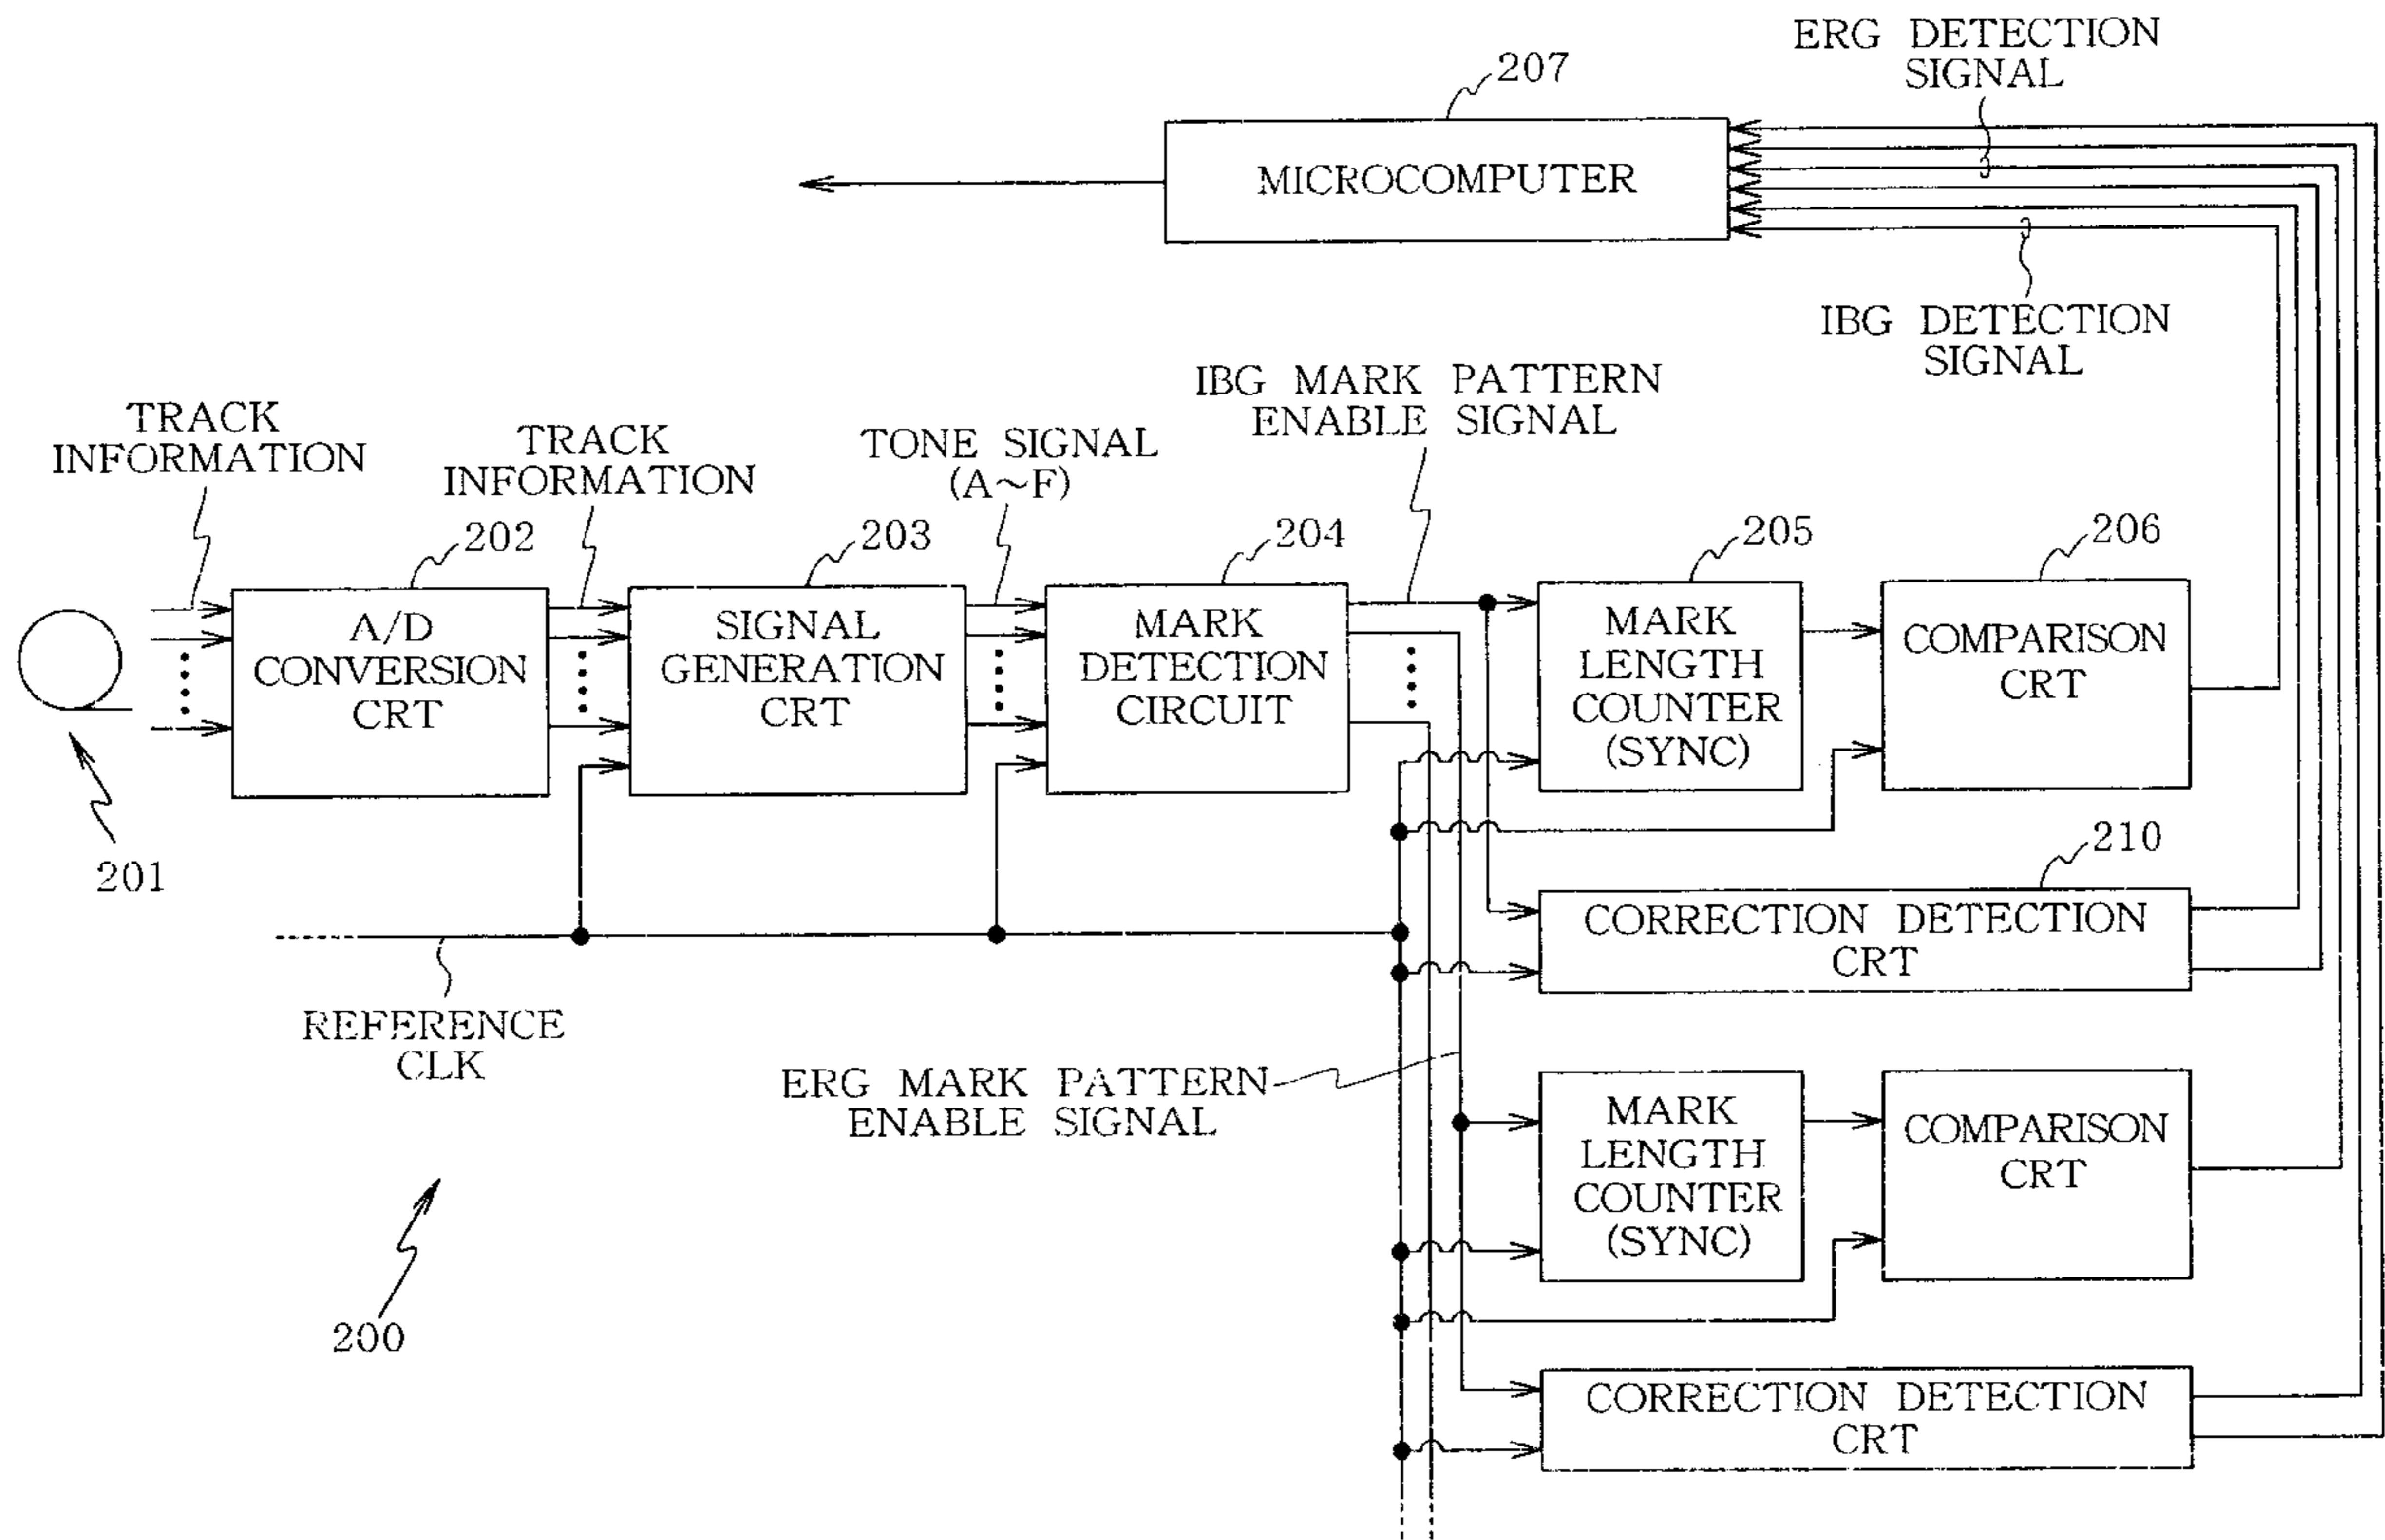 ERG DETECTION
SIGNAL
207
MICROCOMPUTER
IBG DETECTION
SIGNAL
IBG MARK PATTERN
ENABLE SIGNAL
TRACK
INFORMATION
TRACK
INFORMATION
TONE SIGNAL
(A~F)
202
203
204
205
206
A/D
CONVERSION
CRT
SIGNAL
GENERATION
CRT
MARK
DETECTION
CIRCUIT
MARK
LENGTH
COUNTER
(SYNC)
COMPARISON
CRT
201
210
CORRECTION DETECTION
CRT
REFERENCE
CLK
ERG MARK PATTERN
ENABLE SIGNAL
MARK
LENGTH
COUNTER
(SYNC)
COMPARISON
CRT
200
CORRECTION DETECTION
CRT